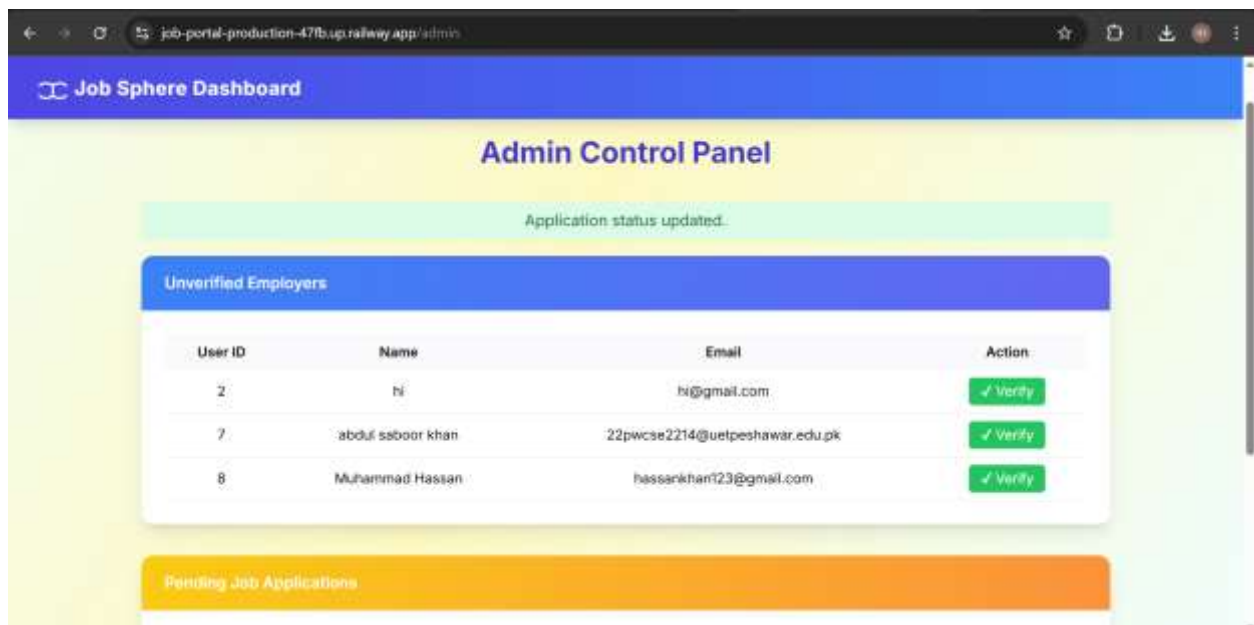 job-portal-production-47fb.up.railway.app/admin
Job Sphere Dashboard
Admin Control Panel
Application status updated.
Unverified Employers
User ID Name Email Action
2 hi hi@gmail.com ✓ Verify
7 abdul saboor khan 22pwcse2214@uetpeshawar.edu.pk ✓ Verify
8 Muhammad Hassan hassankhan123@gmail.com ✓ Verify
Pending Job Applications